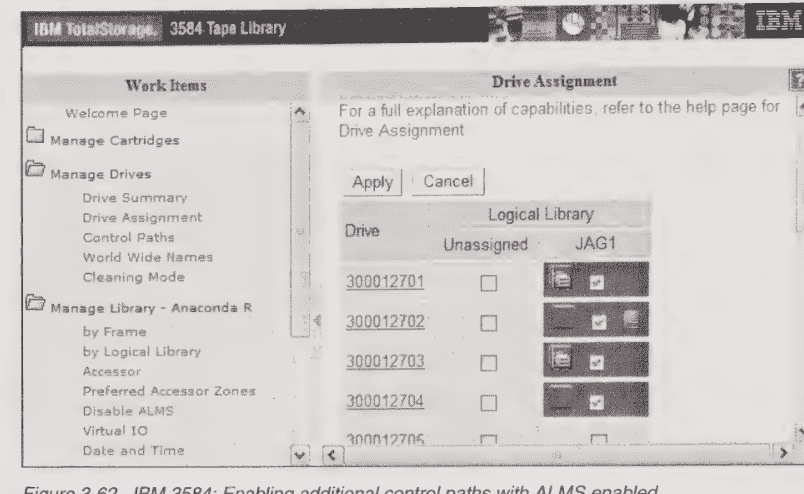 IBM TotalStorage. 3584 Tape Library
IBM
Work Items
Welcome Page
Manage Cartridges
Manage Drives
Drive Summary
Drive Assignment
Control Paths
World Wide Names
Cleaning Mode
Manage Library - Anaconda R
by Frame
by Logical Library
Accessor
Preferred Accessor Zones
Disable ALMS
Virtual IO
Date and Time
Drive Assignment
?
For a full explanation of capabilities, refer to the help page for
Drive Assignment
Apply Cancel
Drive
Logical Library
Unassigned JAG1
300012701
300012702
300012703
300012704
300012705
Figure 3-62 IBM 3584: Enabling additional control paths with ALMS enabled